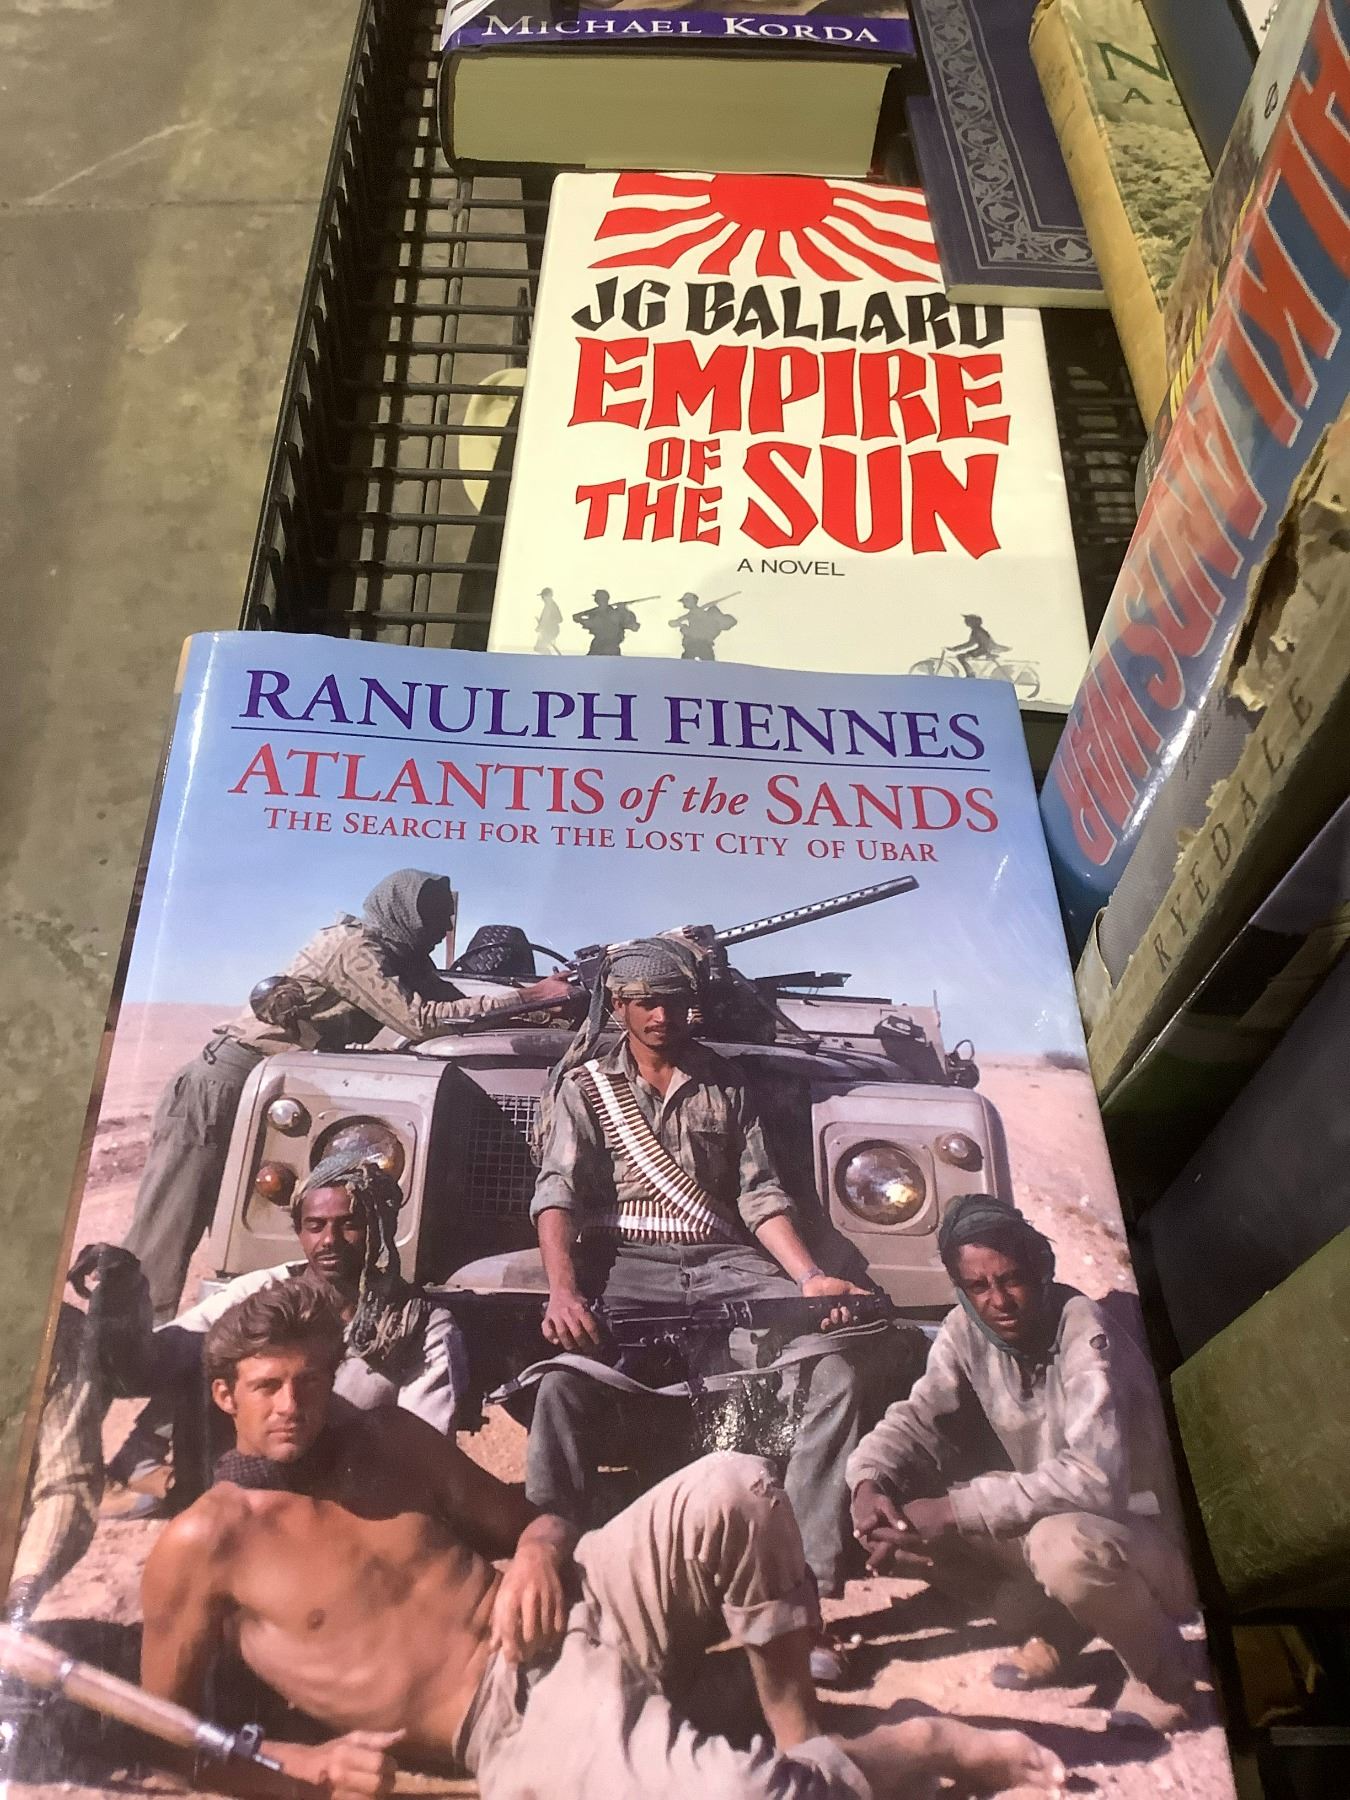 MICHAEL KORDA
JG BALLARD
EMPIRE
OF
THE SUN
A NOVEL
RANULPH FIENNES
ATLANTIS of the SANDS
THE SEARCH FOR THE LOST CITY OF UBAR
RYEDALE